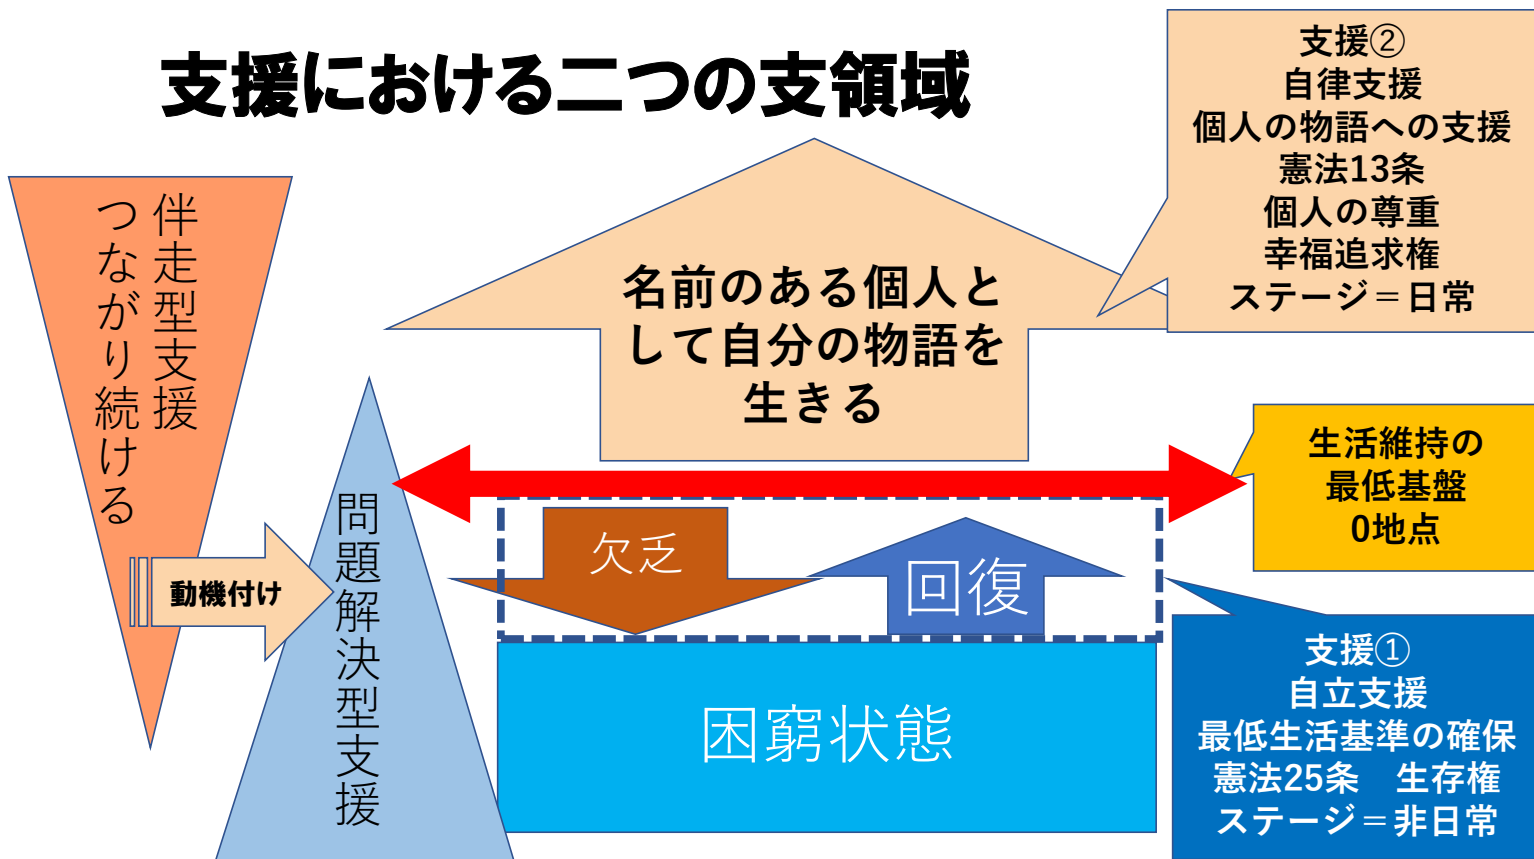 支援における二つの支領域
支援②
自律支援
個人の物語への支援
憲法13条
個人の尊重
幸福追求権
ステージ＝日常
伴走型支援
つながり続ける
名前のある個人と
して自分の物語を
生きる
生活維持の
最低基盤
0地点
動機付け
問題解決型支援
欠乏
回復
困窮状態
支援①
自立支援
最低生活基準の確保
憲法25条　生存権
ステージ＝非日常